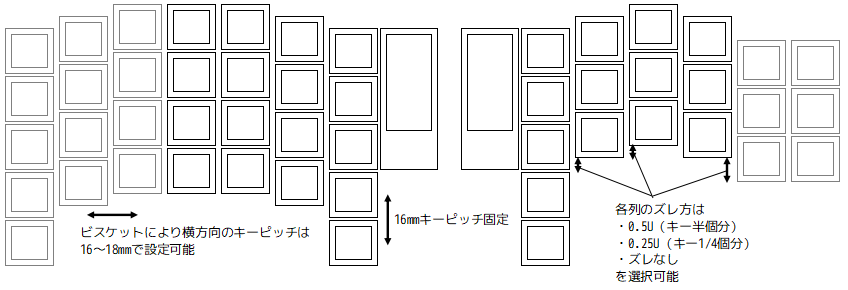 ビスケットにより横方向のキーピッチは
16～18mmで設定可能
16mmキーピッチ固定
各列のズレ方は
・0.5U（キー半個分）
・0.25U（キー1/4個分）
・ズレなし
を選択可能